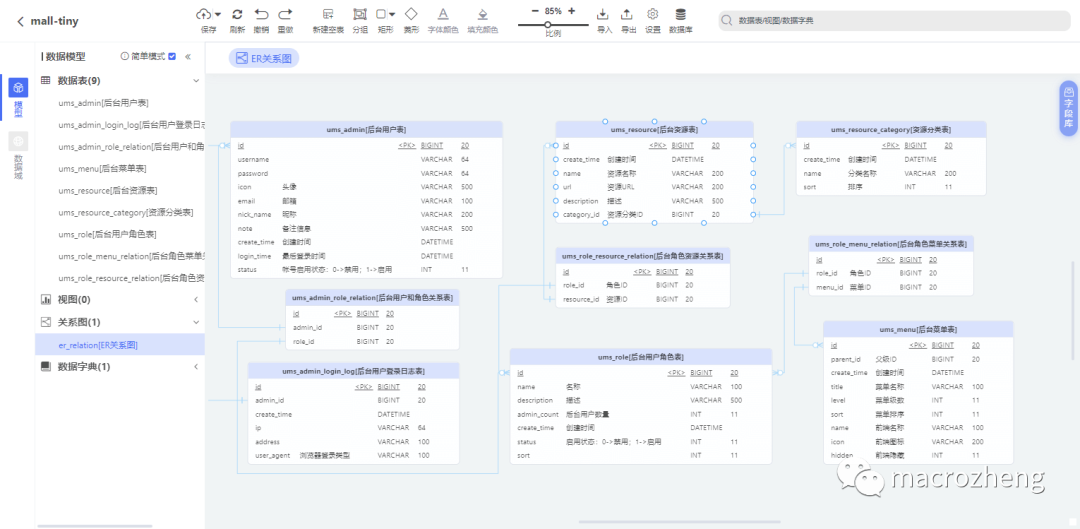 mall-tiny
保存
刷新
撤销
重做
新建空表
分组
矩形
菱形
字体颜色
填充颜色
85%
比例
导入
导出
设置
数据库
数据表/视图/数据字典
数据模型
简单模式
模型
数据域
数据表(9)
ums_admin[后台用户表]
ums_admin_login_log[后台用户登录日志
ums_admin_role_relation[后台用户和角
ums_menu[后台菜单表]
ums_resource[后台资源表]
ums_resource_category[资源分类表]
ums_role[后台用户角色表]
ums_role_menu_relation[后台角色菜单关
ums_role_resource_relation[后台角色资
视图(0)
关系图(1)
er_relation[ER关系图]
数据字典(1)
ER关系图
字段库
ums_admin[后台用户表]
id <PK> BIGINT 20
username VARCHAR 64
password VARCHAR 64
icon 头像 VARCHAR 500
email 邮箱 VARCHAR 100
nick_name 昵称 VARCHAR 200
note 备注信息 VARCHAR 500
create_time 创建时间 DATETIME
login_time 最后登录时间 DATETIME
status 帐号启用状态：0->禁用；1->启用 INT 11
ums_admin_role_relation[后台用户和角色关系表]
id <PK> BIGINT 20
admin_id BIGINT 20
role_id BIGINT 20
ums_admin_login_log[后台用户登录日志表]
id <PK> BIGINT 20
admin_id BIGINT 20
create_time DATETIME
ip VARCHAR 64
address VARCHAR 100
user_agent 浏览器登录类型 VARCHAR 100
ums_resource[后台资源表]
id <PK> BIGINT 20
create_time 创建时间 DATETIME
name 资源名称 VARCHAR 200
url 资源URL VARCHAR 200
description 描述 VARCHAR 500
category_id 资源分类ID BIGINT 20
ums_role_resource_relation[后台角色资源关系表]
id <PK> BIGINT 20
role_id 角色ID BIGINT 20
resource_id 资源ID BIGINT 20
ums_role[后台用户角色表]
id <PK> BIGINT 20
name 名称 VARCHAR 100
description 描述 VARCHAR 500
admin_count 后台用户数量 INT 11
create_time 创建时间 DATETIME
status 启用状态：0->禁用；1->启用 INT 11
sort INT 11
ums_resource_category[资源分类表]
id <PK> BIGINT 20
create_time 创建时间 DATETIME
name 分类名称 VARCHAR 200
sort 排序 INT 11
ums_role_menu_relation[后台角色菜单关系表]
id <PK> BIGINT 20
role_id 角色ID BIGINT 20
menu_id 菜单ID BIGINT 20
ums_menu[后台菜单表]
id <PK> BIGINT 20
parent_id 父级ID BIGINT 20
create_time 创建时间 DATETIME
title 菜单名称 VARCHAR 100
level 菜单级数 INT 11
sort 菜单排序 INT 11
name 前端名称 VARCHAR 100
icon 前端图标 VARCHAR 200
hidden 前端隐藏 INT 11
macrozheng